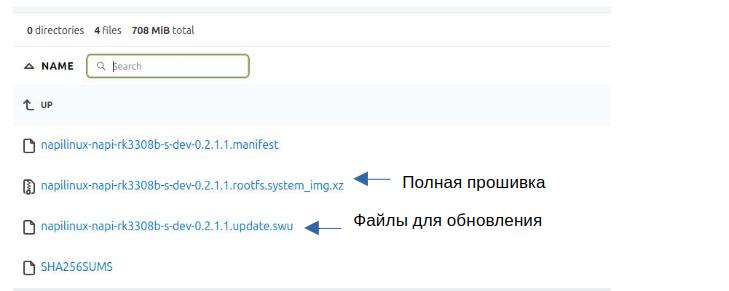 0 directories 4 files 708 MiB total
NAME Search
UP
napilinux-napi-rk3308b-s-dev-0.2.1.1.manifest
napilinux-napi-rk3308b-s-dev-0.2.1.1.rootfs.system_img.xz Полная прошивка
napilinux-napi-rk3308b-s-dev-0.2.1.1.update.swu Файлы для обновления
SHA256SUMS